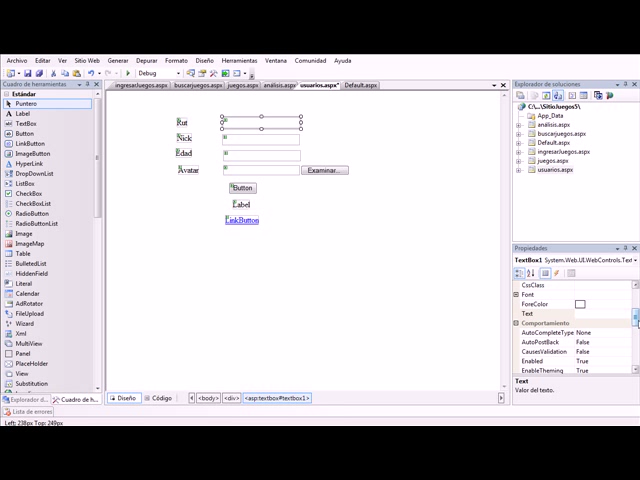 Archivo Editar Ver Sitio Web Generar Depurar Formato Diseño Herramientas Ventana Comunidad Ayuda
Debug
Cuadro de herramientas
ingresarJuegos.aspx buscarjuegos.aspx juegos.aspx análisis.aspx usuarios.aspx* Default.aspx
Explorador de soluciones
Estándar
Puntero
Label
TextBox
Button
LinkButton
ImageButton
HyperLink
DropDownList
ListBox
CheckBox
CheckBoxList
RadioButton
RadioButtonList
Image
ImageMap
Table
BulletedList
HiddenField
Literal
Calendar
AdRotator
FileUpload
Wizard
Xml
MultiView
Panel
PlaceHolder
View
Substitution
Explorador d...
Cuadro de h...
Rut
Nick
Edad
Avatar
Examinar...
Button
Label
LinkButton
Diseño
Código
<body> <div> <asp:textbox#textbox1>
C:\...\SitioJuegos5\
App_Data
análisis.aspx
buscarjuegos.aspx
Default.aspx
ingresarJuegos.aspx
juegos.aspx
usuarios.aspx
Propiedades
TextBox1 System.Web.UI.WebControls.Text
CssClass
Font
ForeColor
Text
Comportamiento
AutoCompleteType None
AutoPostBack False
CausesValidation False
Enabled True
EnableTheming True
Text
Valor del texto.
Lista de errores
Left: 238px Top: 249px